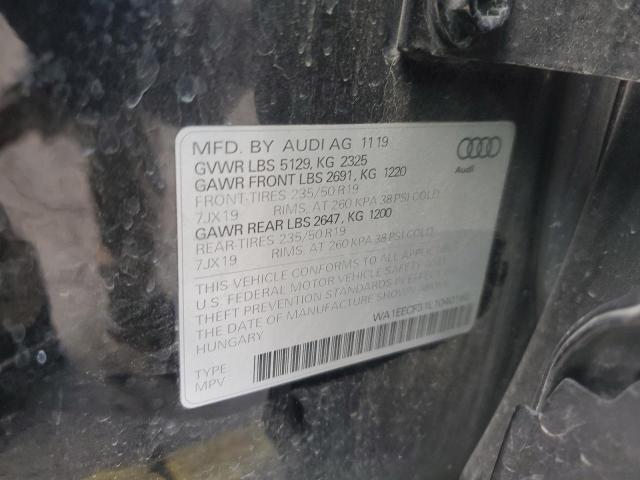 MFD. BY AUDI AG 11 19
GVWR LBS 5129, KG 2325
GAWR FRONT LBS 2691, KG 1220
FRONT-TIRES 235/50 R19
7JX19 RIMS, AT 260 KPA 38 PSI COLD
GAWR REAR LBS 2647, KG 1200
REAR-TIRES 235/50 R19
7JX19 RIMS, AT 260 KPA 38 PSI COLD
THIS VEHICLE CONFORMS TO ALL
U.S. FEDERAL MOTOR VEHICLE SAFETY
THEFT PREVENTION STANDARDS IN EFFECT
THE DATE OF MANUFACTURE SHOWN ABOVE
HUNGARY
TYPE
MPV
Audi